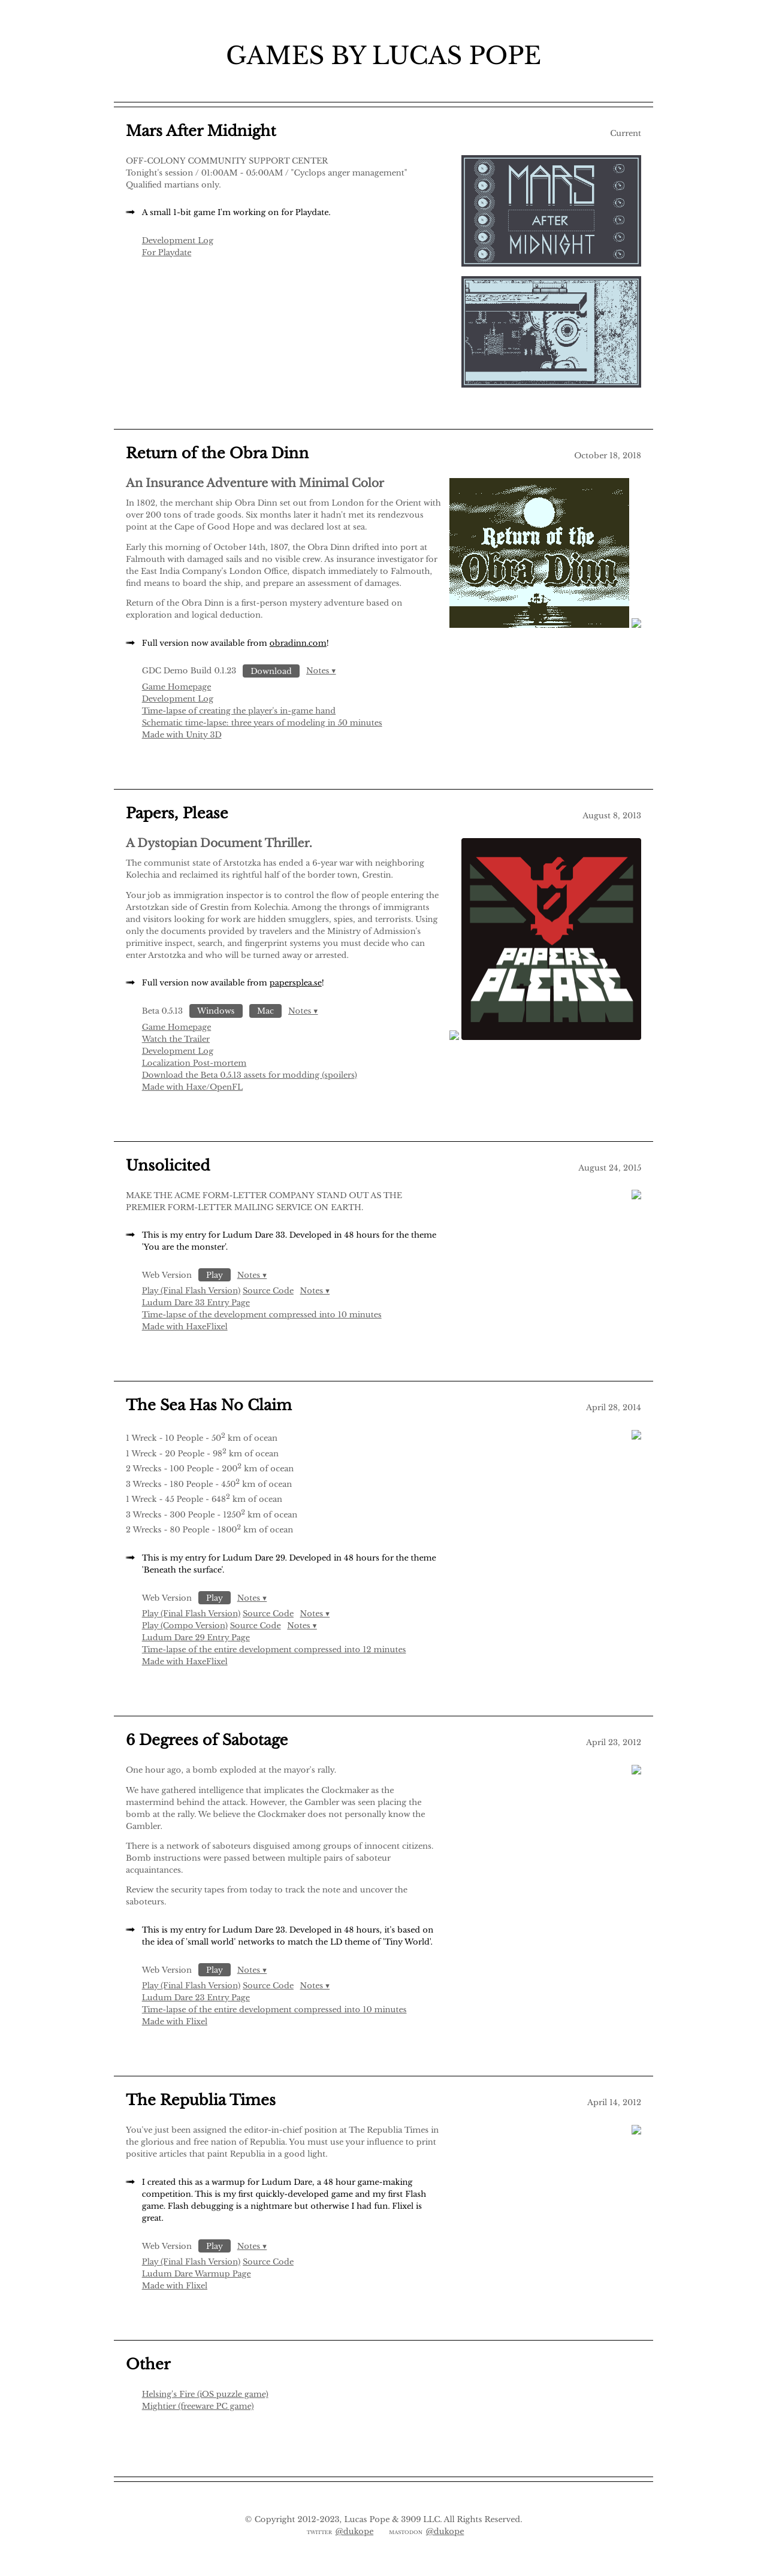 GAMES BY LUCAS POPE
Mars After Midnight
Current
OFF-COLONY COMMUNITY SUPPORT CENTER
Tonight's session / 01:00AM - 05:00AM / "Cyclops anger management"
Qualified martians only.
MARS
AFTER
MIDNIGHT
➟ A small 1-bit game I'm working on for Playdate.
Development Log
For Playdate
Return of the Obra Dinn
October 18, 2018
An Insurance Adventure with Minimal Color
In 1802, the merchant ship Obra Dinn set out from London for the Orient with
over 200 tons of trade goods. Six months later it hadn't met its rendezvous
point at the Cape of Good Hope and was declared lost at sea.
Early this morning of October 14th, 1807, the Obra Dinn drifted into port at
Falmouth with damaged sails and no visible crew. As insurance investigator for
the East India Company's London Office, dispatch immediately to Falmouth,
find means to board the ship, and prepare an assessment of damages.
Return of the Obra Dinn is a first-person mystery adventure based on
exploration and logical deduction.
Return of the
Obra Dinn
➟ Full version now available from obradinn.com!
GDC Demo Build 0.1.23 Download Notes ▾
Game Homepage
Development Log
Time-lapse of creating the player's in-game hand
Schematic time-lapse: three years of modeling in 50 minutes
Made with Unity 3D
Papers, Please
August 8, 2013
A Dystopian Document Thriller.
The communist state of Arstotzka has ended a 6-year war with neighboring
Kolechia and reclaimed its rightful half of the border town, Grestin.
Your job as immigration inspector is to control the flow of people entering the
Arstotzkan side of Grestin from Kolechia. Among the throngs of immigrants
and visitors looking for work are hidden smugglers, spies, and terrorists. Using
only the documents provided by travelers and the Ministry of Admission's
primitive inspect, search, and fingerprint systems you must decide who can
enter Arstotzka and who will be turned away or arrested.
PAPERS,
PLEASE
➟ Full version now available from papersplea.se!
Beta 0.5.13 Windows Mac Notes ▾
Game Homepage
Watch the Trailer
Development Log
Localization Post-mortem
Download the Beta 0.5.13 assets for modding (spoilers)
Made with Haxe/OpenFL
Unsolicited
August 24, 2015
MAKE THE ACME FORM-LETTER COMPANY STAND OUT AS THE
PREMIER FORM-LETTER MAILING SERVICE ON EARTH.
➟ This is my entry for Ludum Dare 33. Developed in 48 hours for the theme
'You are the monster'.
Web Version Play Notes ▾
Play (Final Flash Version) Source Code Notes ▾
Ludum Dare 33 Entry Page
Time-lapse of the development compressed into 10 minutes
Made with HaxeFlixel
The Sea Has No Claim
April 28, 2014
1 Wreck - 10 People - 50² km of ocean
1 Wreck - 20 People - 98² km of ocean
2 Wrecks - 100 People - 200² km of ocean
3 Wrecks - 180 People - 450² km of ocean
1 Wreck - 45 People - 648² km of ocean
3 Wrecks - 300 People - 1250² km of ocean
2 Wrecks - 80 People - 1800² km of ocean
➟ This is my entry for Ludum Dare 29. Developed in 48 hours for the theme
'Beneath the surface'.
Web Version Play Notes ▾
Play (Final Flash Version) Source Code Notes ▾
Play (Compo Version) Source Code Notes ▾
Ludum Dare 29 Entry Page
Time-lapse of the entire development compressed into 12 minutes
Made with HaxeFlixel
6 Degrees of Sabotage
April 23, 2012
One hour ago, a bomb exploded at the mayor's rally.
We have gathered intelligence that implicates the Clockmaker as the
mastermind behind the attack. However, the Gambler was seen placing the
bomb at the rally. We believe the Clockmaker does not personally know the
Gambler.
There is a network of saboteurs disguised among groups of innocent citizens.
Bomb instructions were passed between multiple pairs of saboteur
acquaintances.
Review the security tapes from today to track the note and uncover the
saboteurs.
➟ This is my entry for Ludum Dare 23. Developed in 48 hours, it's based on
the idea of 'small world' networks to match the LD theme of 'Tiny World'.
Web Version Play Notes ▾
Play (Final Flash Version) Source Code Notes ▾
Ludum Dare 23 Entry Page
Time-lapse of the entire development compressed into 10 minutes
Made with Flixel
The Republia Times
April 14, 2012
You've just been assigned the editor-in-chief position at The Republia Times in
the glorious and free nation of Republia. You must use your influence to print
positive articles that paint Republia in a good light.
➟ I created this as a warmup for Ludum Dare, a 48 hour game-making
competition. This is my first quickly-developed game and my first Flash
game. Flash debugging is a nightmare but otherwise I had fun. Flixel is
great.
Web Version Play Notes ▾
Play (Final Flash Version) Source Code
Ludum Dare Warmup Page
Made with Flixel
Other
Helsing's Fire (iOS puzzle game)
Mightier (freeware PC game)
© Copyright 2012-2023, Lucas Pope & 3909 LLC. All Rights Reserved.
TWITTER @dukope MASTODON @dukope